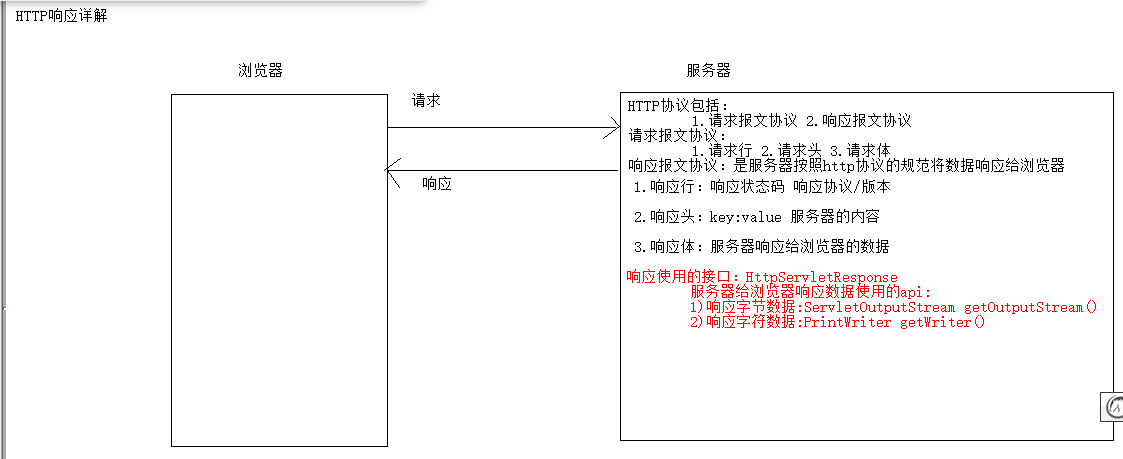 HTTP响应详解
浏览器
服务器
请求
响应
HTTP协议包括：
1.请求报文协议 2.响应报文协议
请求报文协议：
1.请求行 2.请求头 3.请求体
响应报文协议：是服务器按照http协议的规范将数据响应给浏览器
1.响应行：响应状态码 响应协议/版本
2.响应头：key:value 服务器的内容
3.响应体：服务器响应给浏览器的数据
响应使用的接口：HttpServletResponse
服务器给浏览器响应数据使用的api：
1)响应字节数据:ServletOutputStream getOutputStream()
2)响应字符数据:PrintWriter getWriter()